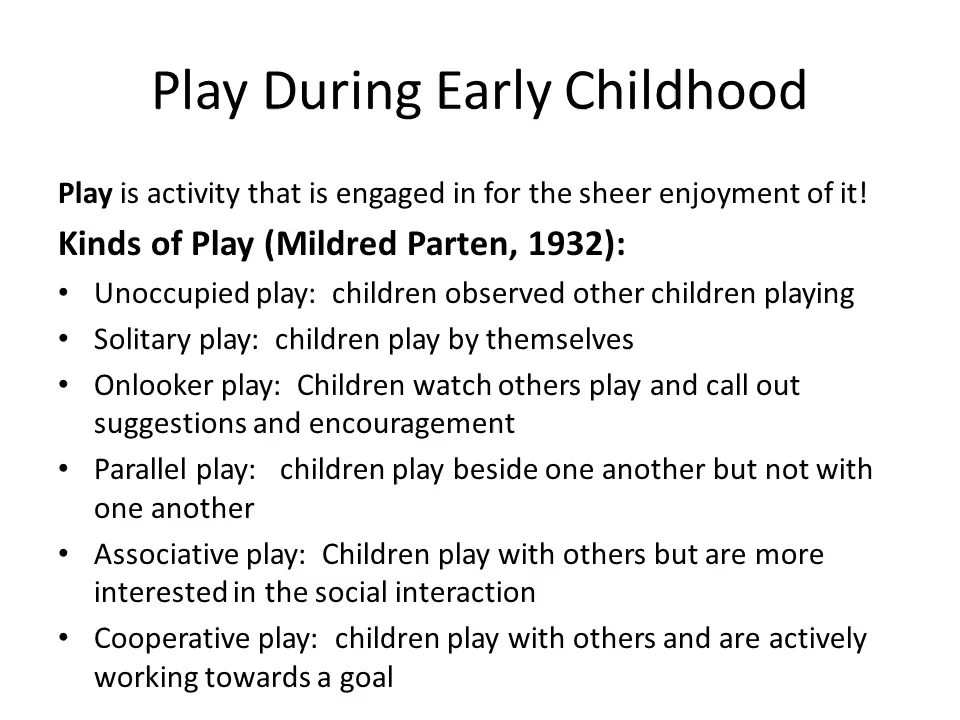 Play During Early Childhood
Play is activity that is engaged in for the sheer enjoyment of it!
Kinds of Play (Mildred Parten, 1932):
• Unoccupied play:  children observed other children playing
• Solitary play:  children play by themselves
• Onlooker play:  Children watch others play and call out
suggestions and encouragement
• Parallel play:   children play beside one another but not with
one another
• Associative play:  Children play with others but are more
interested in the social interaction
• Cooperative play:  children play with others and are actively
working towards a goal